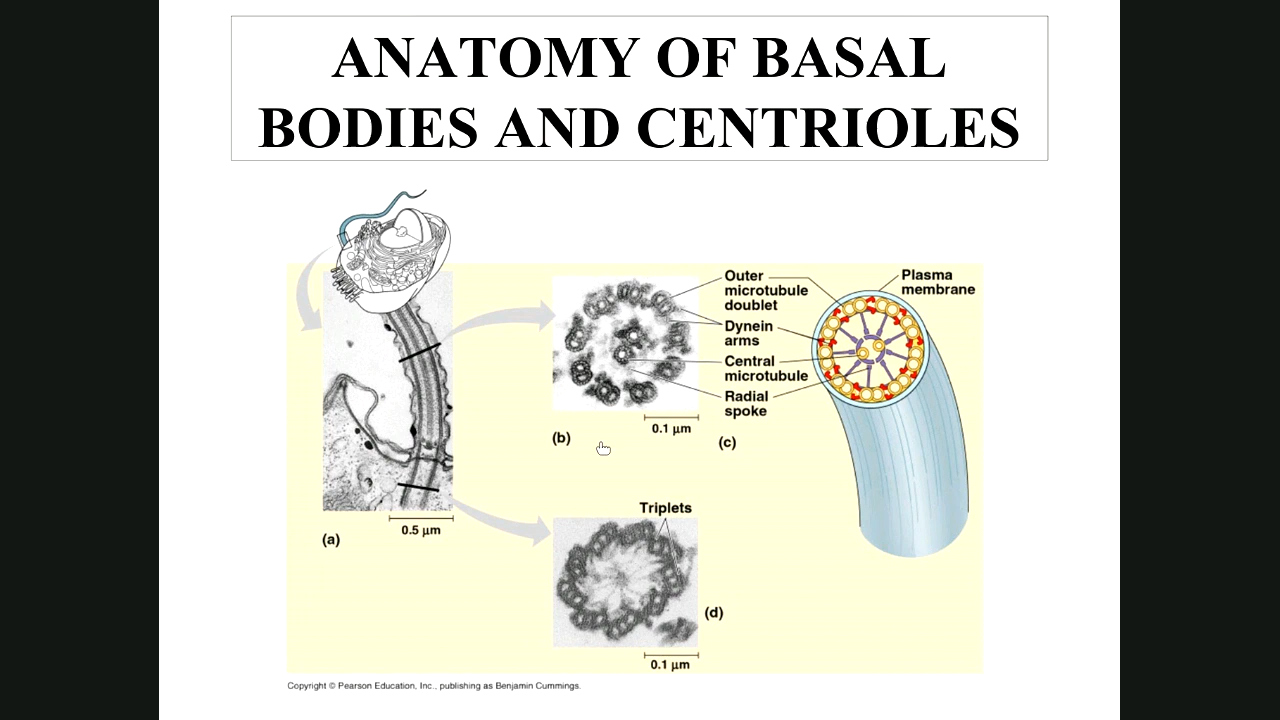 ANATOMY OF BASAL
BODIES AND CENTRIOLES
Outer
microtubule
doublet
Plasma
membrane
Dynein
arms
Central
microtubule
Radial
spoke
0.1 µm
(b)
(c)
Triplets
0.5 µm
(a)
(d)
0.1 µm
Copyright © Pearson Education, Inc., publishing as Benjamin Cummings.